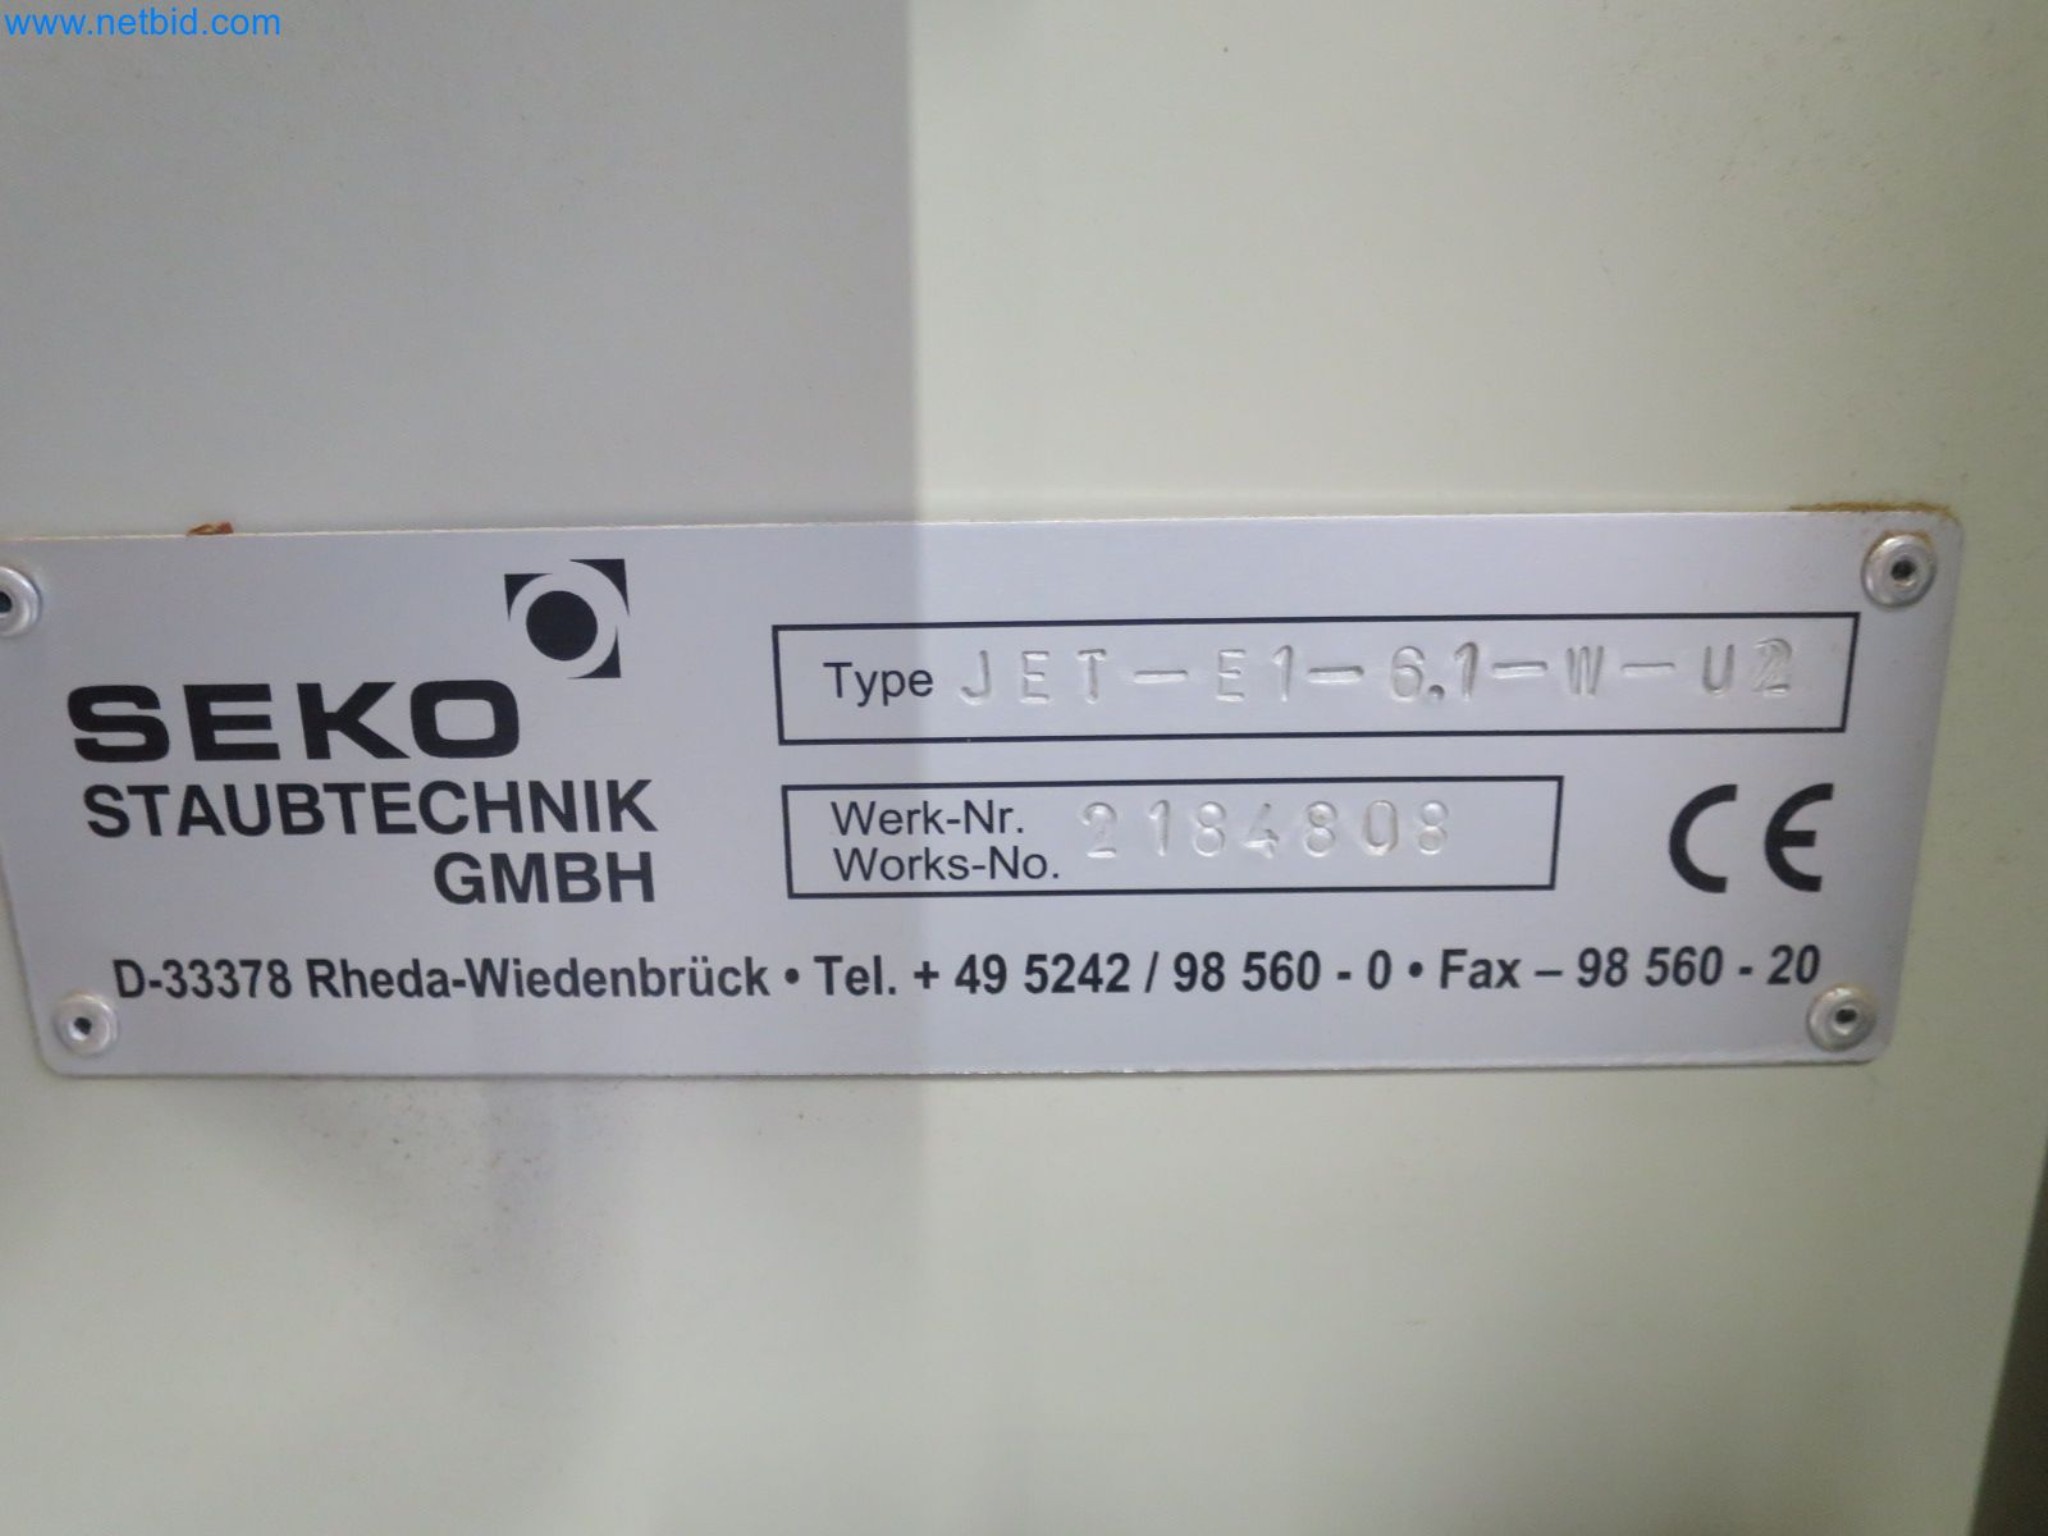 www.netbid.com
SEKO
STAUBTECHNIK
GMBH
Type JET-E1-6.1-W-U2
Werk-Nr.
Works-No. 2184808
CE
D-33378 Rheda-Wiedenbrück • Tel. + 49 5242 / 98 560 - 0 • Fax – 98 560 - 20